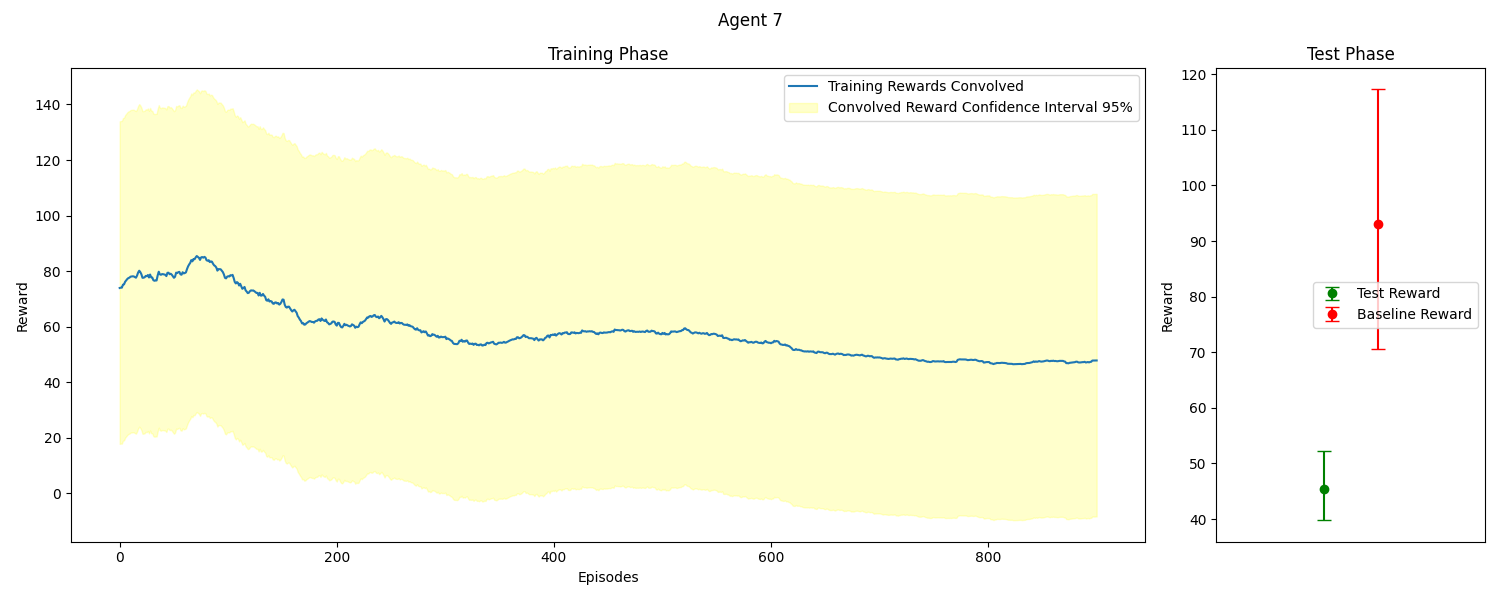 Agent 7
Training Phase
Training Rewards Convolved
Convolved Reward Confidence Interval 95%
Reward
140
120
100
80
60
40
20
0
0 200 400 600 800
Episodes
Test Phase
Reward
120
110
100
90
80
70
60
50
40
Test Reward
Baseline Reward